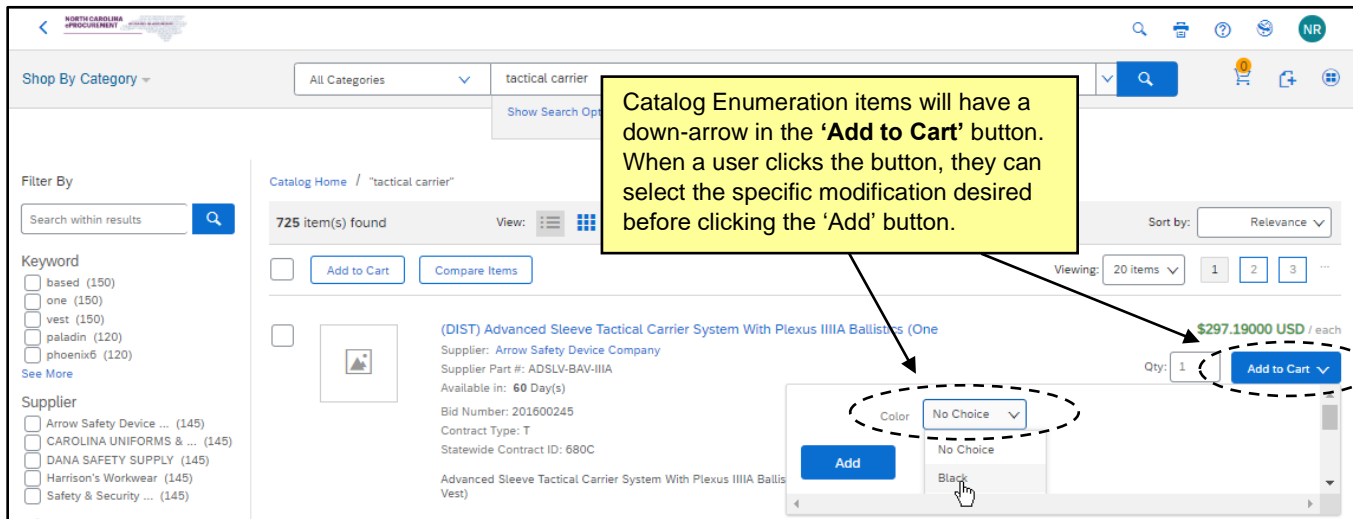 NORTH CAROLINA
ePROCUREMENT
NR
Shop By Category
All Categories
tactical carrier
0
Show Search Opt
Catalog Enumeration items will have a
down-arrow in the ‘Add to Cart’ button.
When a user clicks the button, they can
select the specific modification desired
before clicking the ‘Add’ button.
Filter By
Search within results
Keyword
based (150)
one (150)
vest (150)
paladin (120)
phoenix6 (120)
See More
Supplier
Arrow Safety Device ... (145)
CAROLINA UNIFORMS & ... (145)
DANA SAFETY SUPPLY (145)
Harrison's Workwear (145)
Safety & Security ... (145)
Catalog Home / "tactical carrier"
725 item(s) found
View:
Sort by: Relevance
Add to Cart
Compare Items
Viewing: 20 items
1 2 3 ...
(DIST) Advanced Sleeve Tactical Carrier System With Plexus IIIIA Ballistics (One
$297.19000 USD / each
Supplier: Arrow Safety Device Company
Supplier Part #: ADSLV-BAV-IIIA
Available in: 60 Day(s)
Bid Number: 201600245
Contract Type: T
Statewide Contract ID: 680C
Advanced Sleeve Tactical Carrier System With Plexus IIIIA Ballis
Vest)
Qty: 1
Add to Cart
Color No Choice
No Choice
Black
Add